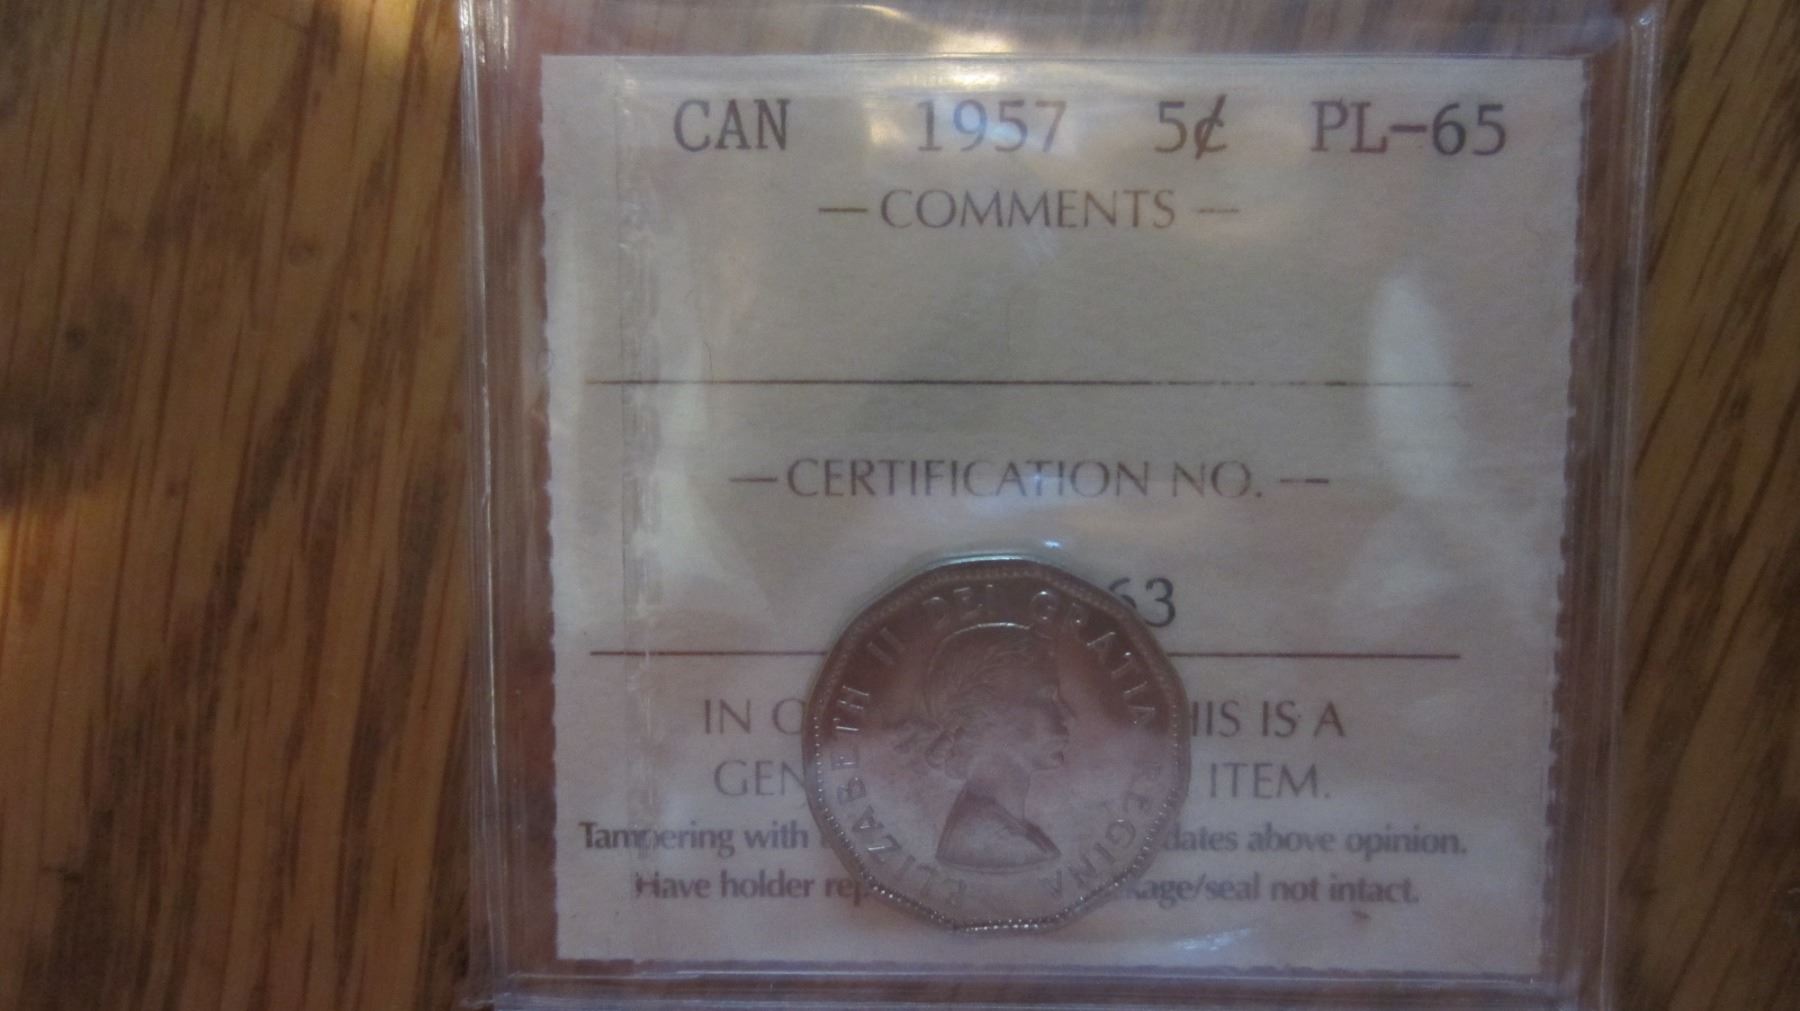 CAN 1957 5¢ PL-65
— COMMENTS —
— CERTIFICATION NO. —
63
IN O HIS IS A
GEN ITEM.
Tampering with dates above opinion.
Have holder rep kage/seal not intact.
ELIZABETH II DEI GRATIA REGINA